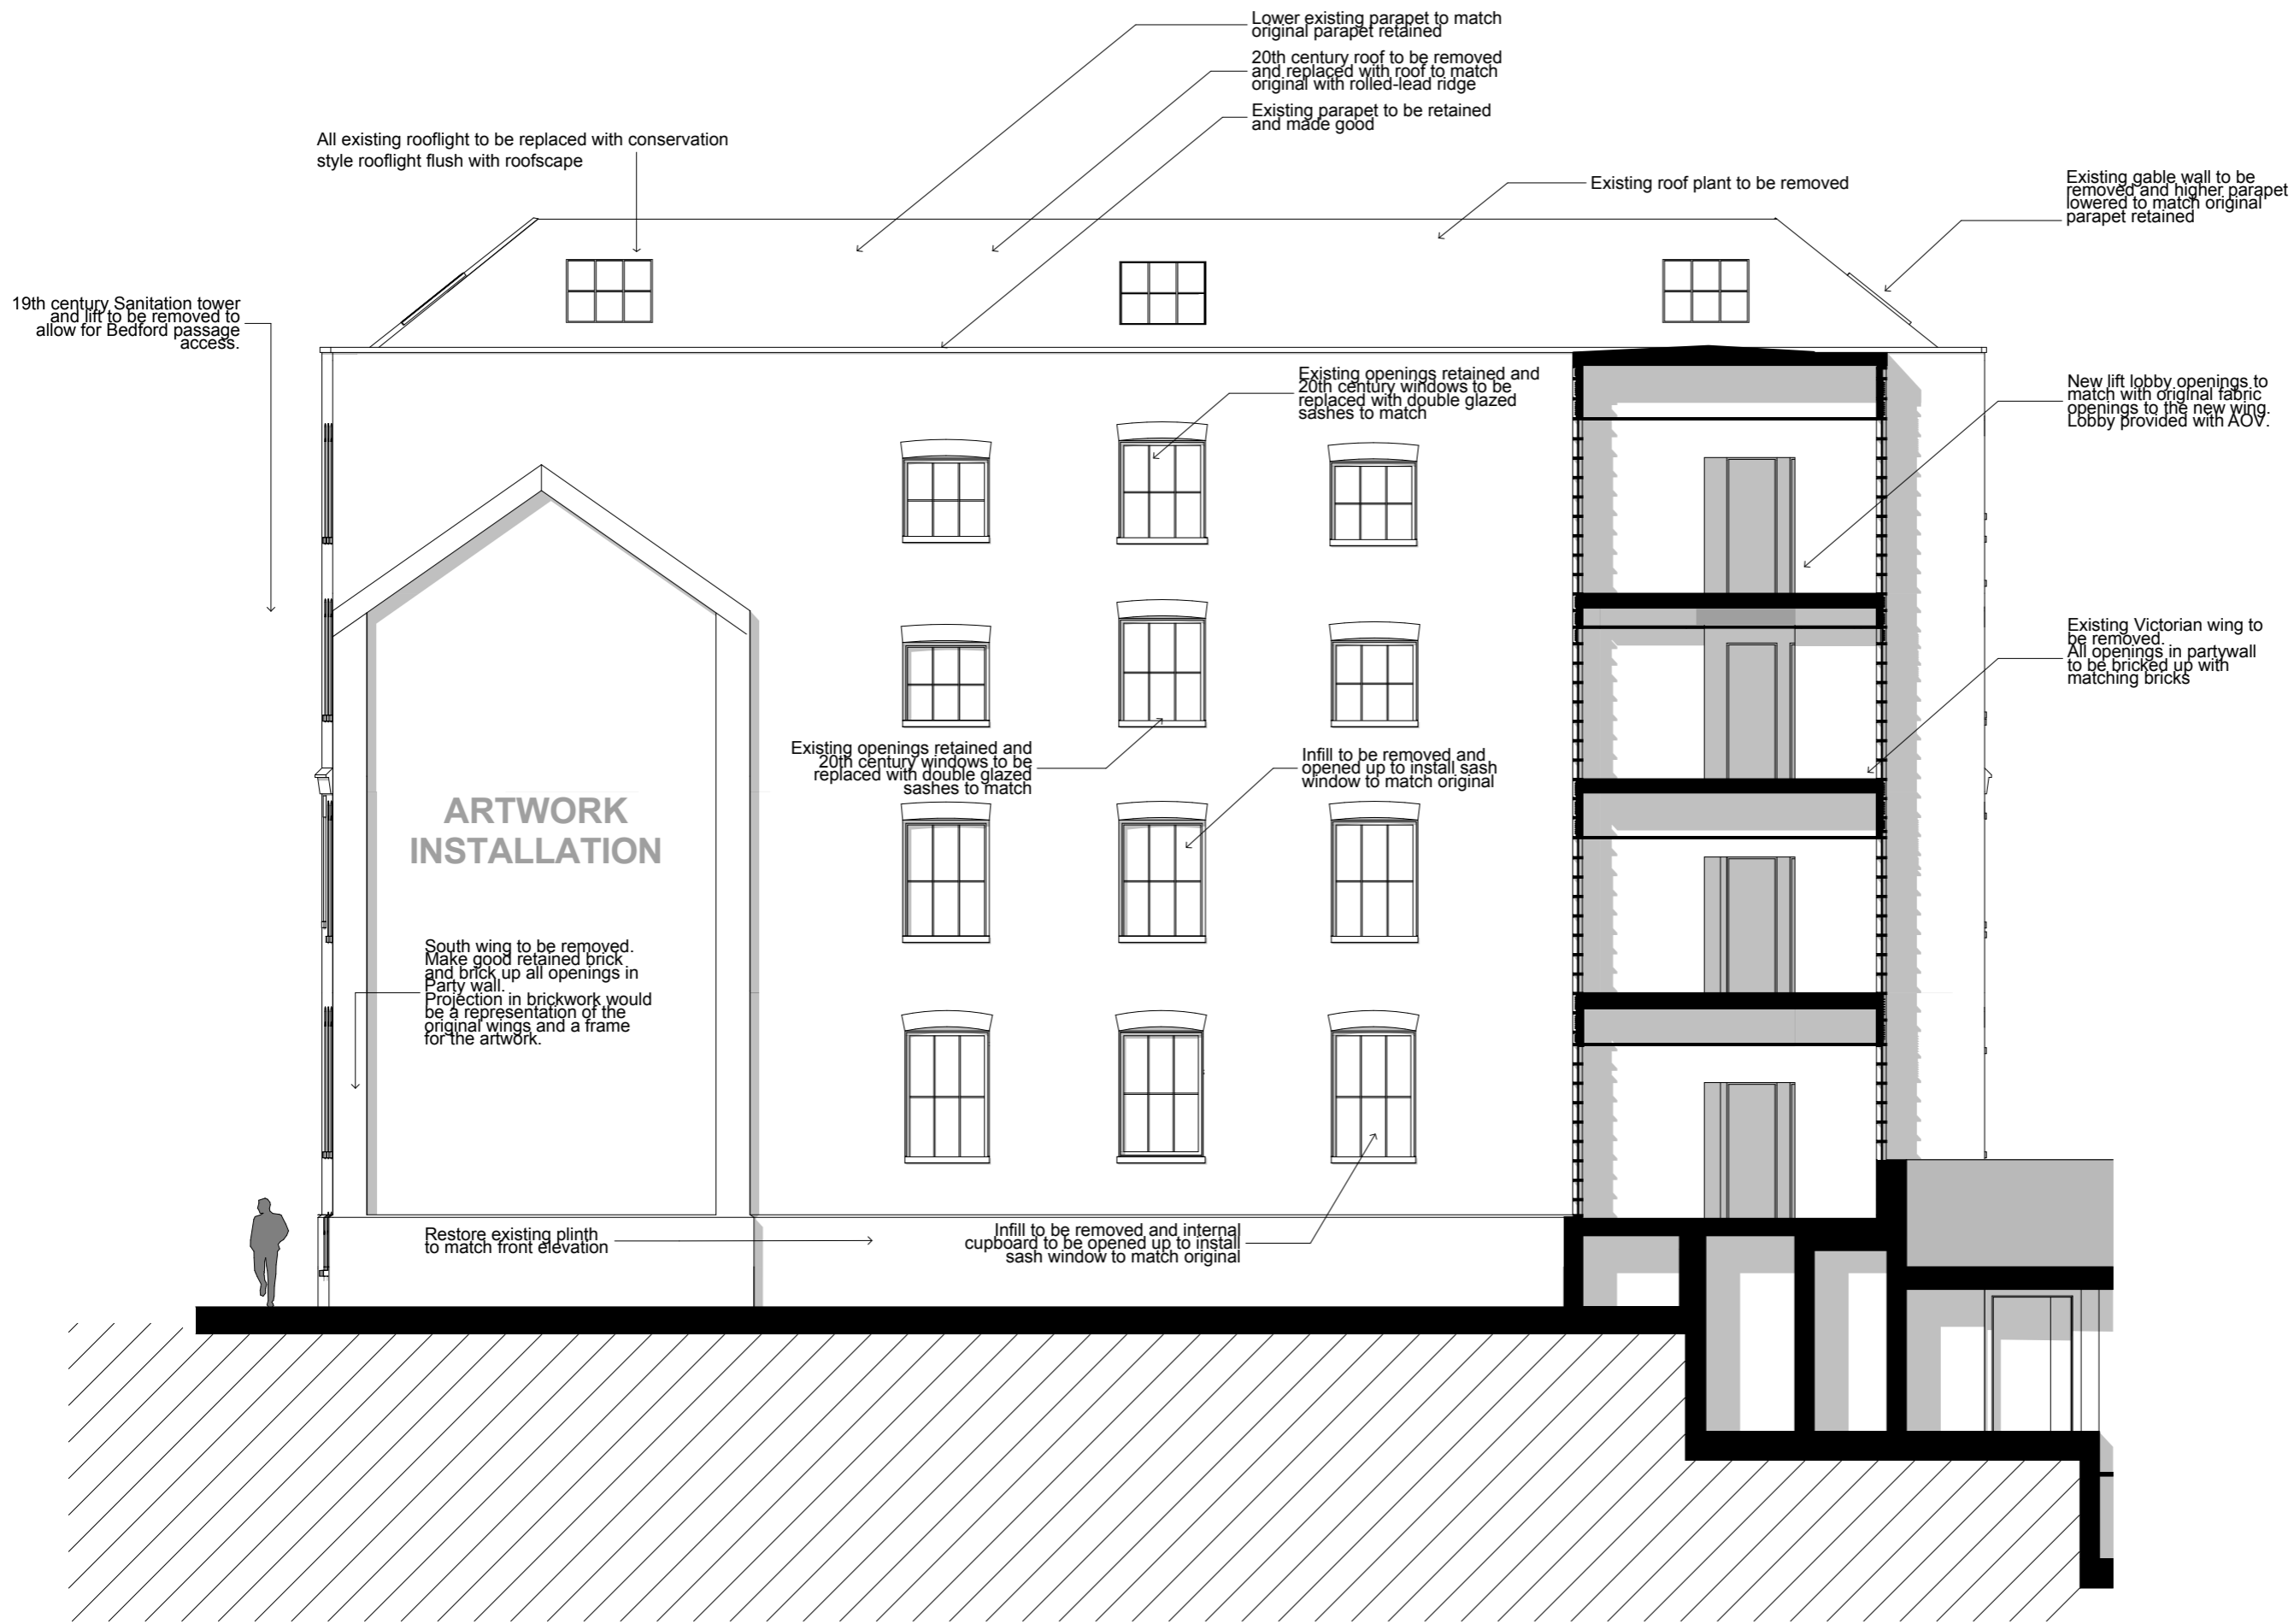 Lower existing parapet to match
original parapet retained
20th century roof to be removed
and replaced with roof to match
original with rolled-lead ridge
Existing parapet to be retained
and made good
All existing rooflight to be replaced with conservation
style rooflight flush with roofscape
Existing roof plant to be removed
Existing gable wall to be
removed and higher parapet
lowered to match original
parapet retained
19th century Sanitation tower
and lift to be removed to
allow for Bedford passage
access.
Existing openings retained and
20th century windows to be
replaced with double glazed
sashes to match
New lift lobby openings to
match with original fabric
openings to the new wing.
Lobby provided with AOV.
Existing Victorian wing to
be removed.
All openings in partywall
to be bricked up with
matching bricks
Existing openings retained and
20th century windows to be
replaced with double glazed
sashes to match
Infill to be removed and
opened up to install sash
window to match original
ARTWORK
INSTALLATION
South wing to be removed.
Make good retained brick
and brick up all openings in
Party wall.
Projection in brickwork would
be a representation of the
original wings and a frame
for the artwork.
Restore existing plinth
to match front elevation
Infill to be removed and internal
cupboard to be opened up to install
sash window to match original